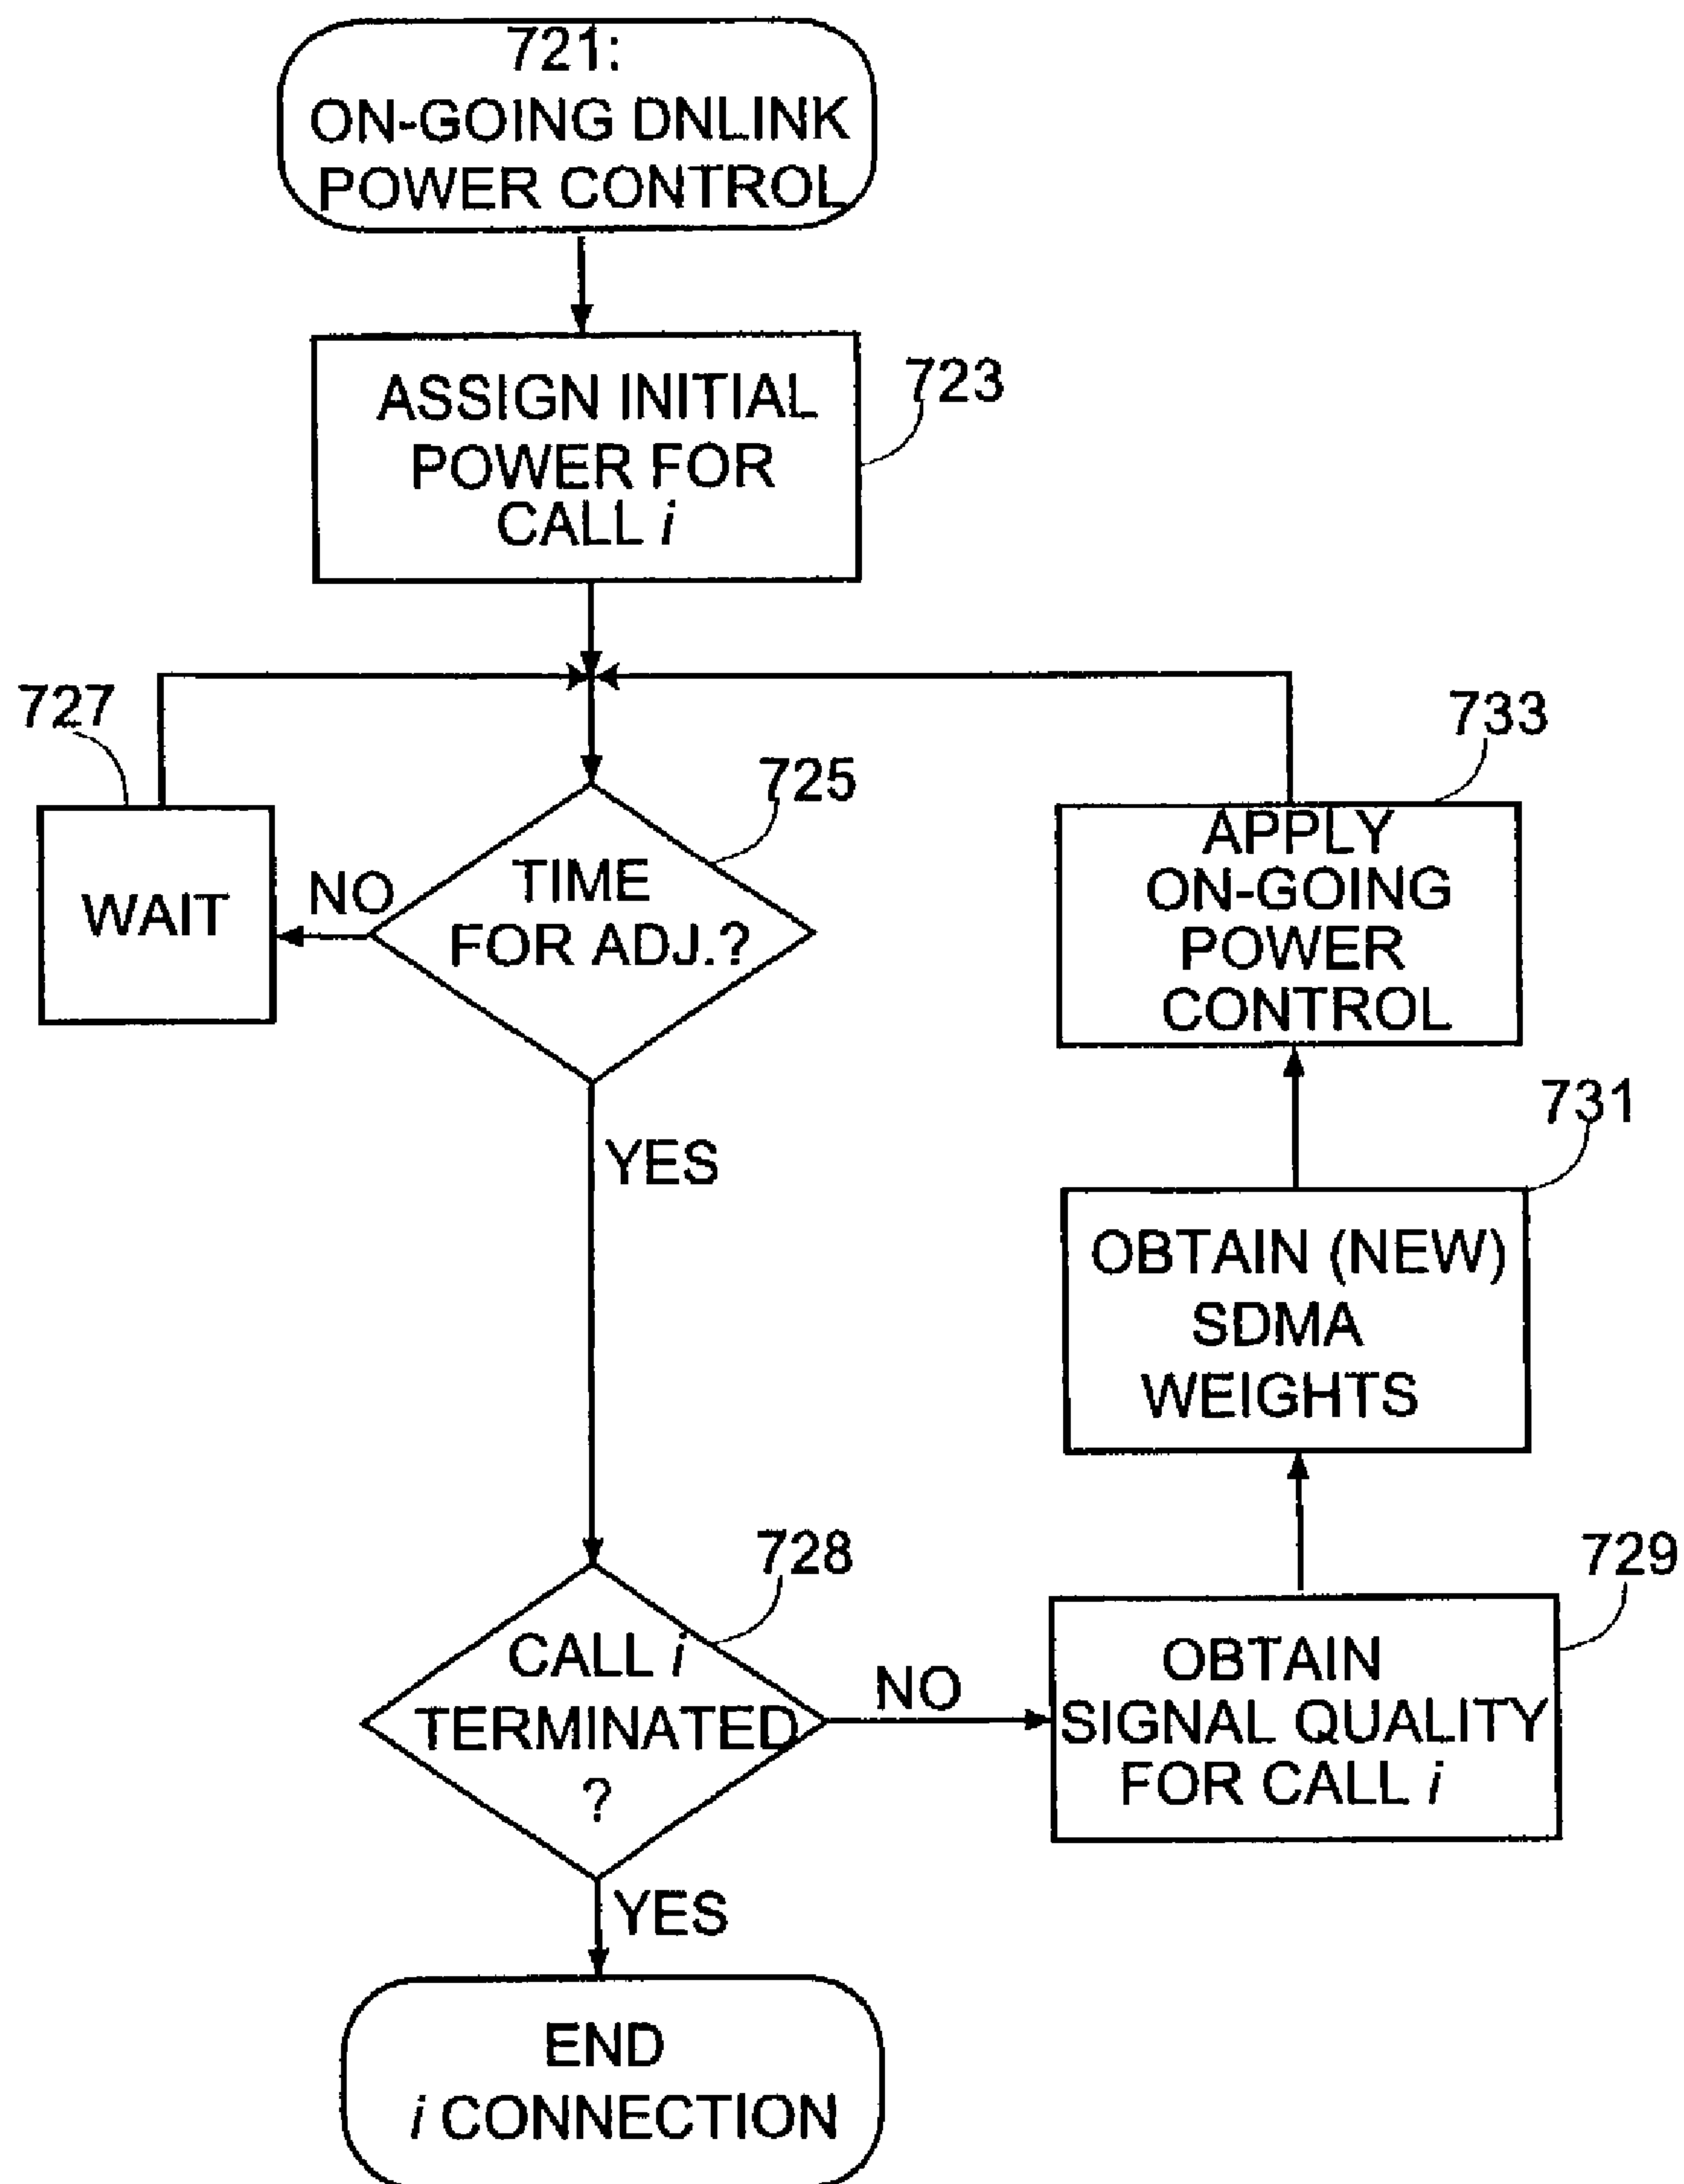 721:
ON-GOING DNLINK
POWER CONTROL
ASSIGN INITIAL
POWER FOR
CALL i
723
727
WAIT
NO
725
TIME
FOR ADJ.?
YES
733
APPLY
ON-GOING
POWER
CONTROL
731
OBTAIN (NEW)
SDMA
WEIGHTS
728
CALL i
TERMINATED
?
NO
729
OBTAIN
SIGNAL QUALITY
FOR CALL i
YES
END
i CONNECTION